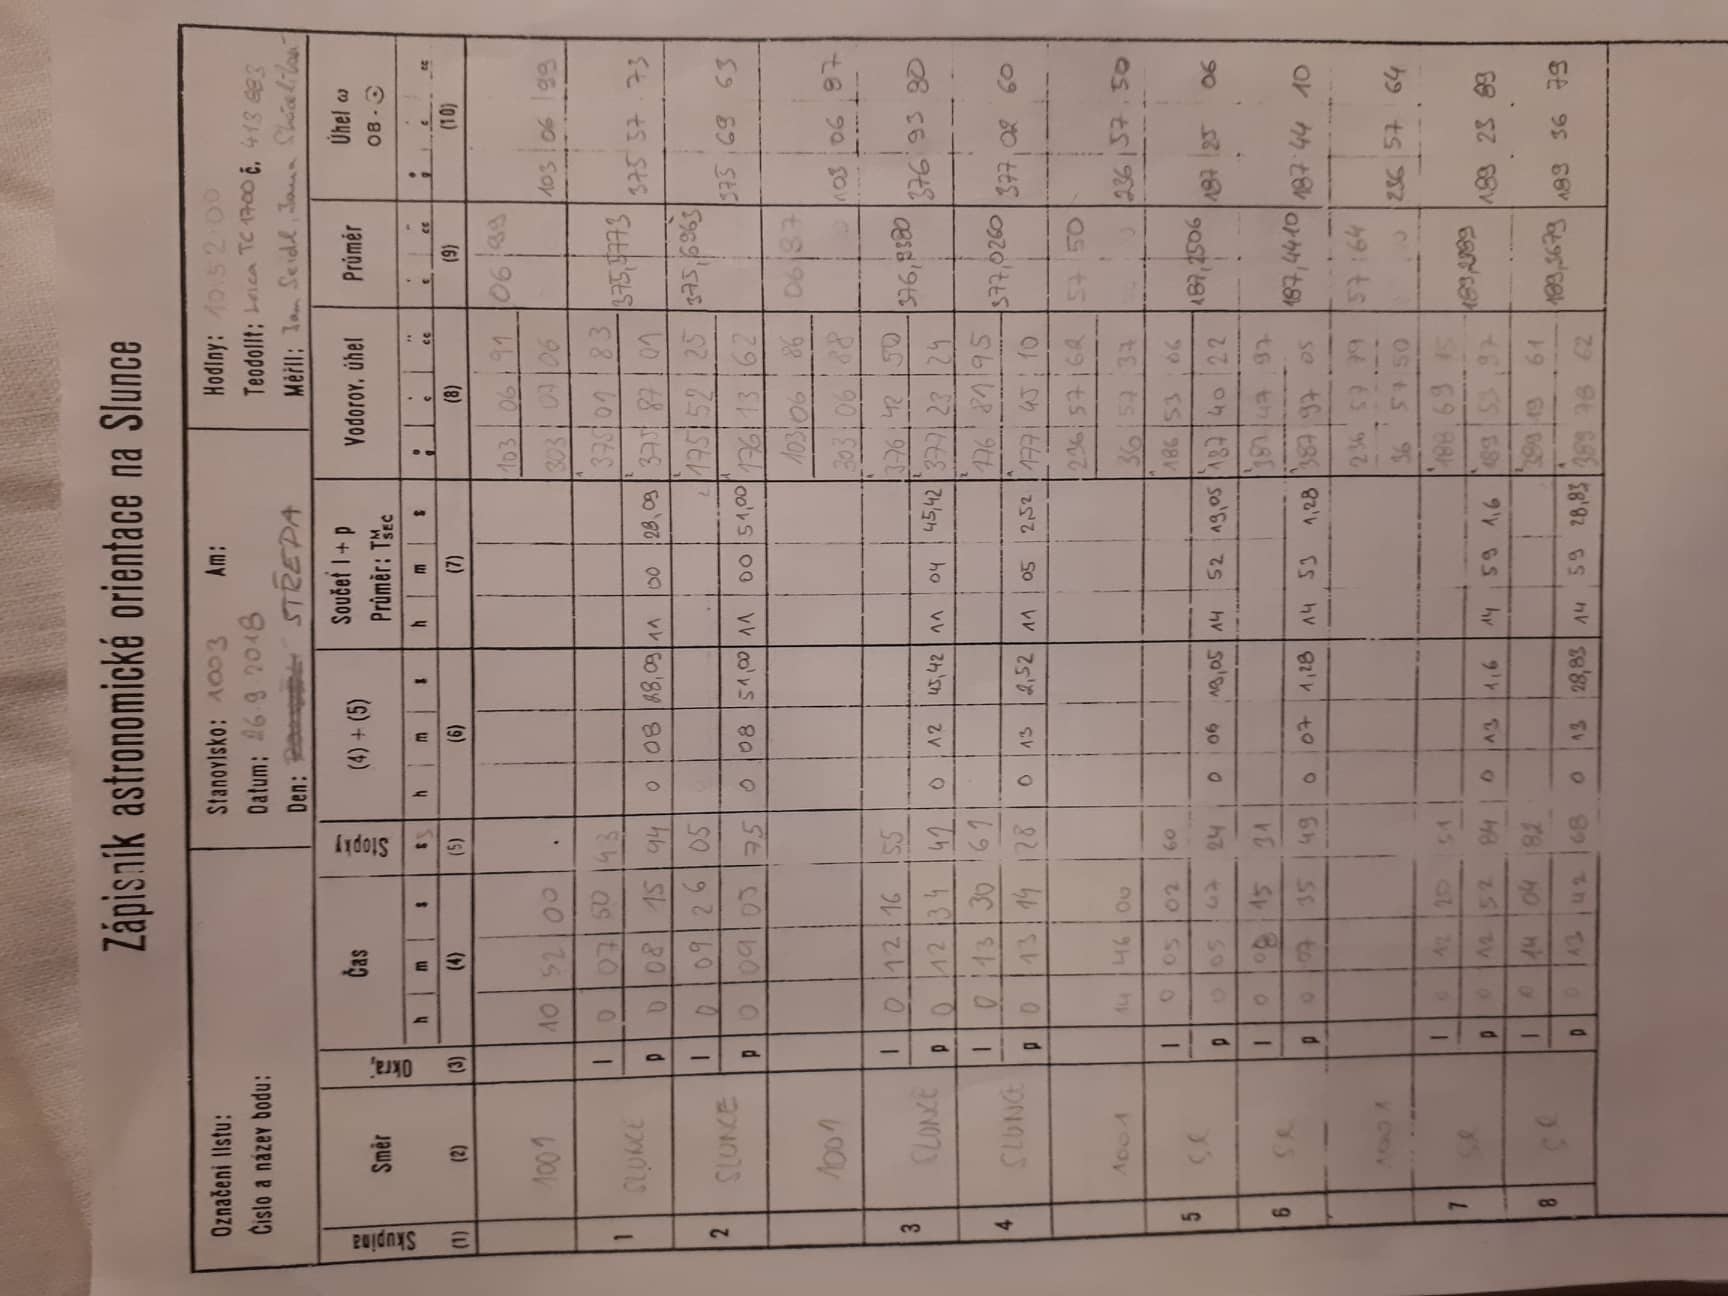 Zápisník astronomické orientace na Slunce
Označení listu: Stanovisko: 1003 Am: Hodiny: 10 52 00
Číslo a název bodu: Datum: 26.9.2018 Teodolit: Leica TC1700 č. 413 683
Den: STŘEDA Měřil: Jan Seidl, Jana
Skupina Směr Okraj Čas Stopky (4) + (5) Součet l + p Průměr: TᴹSEC Vodorov. úhel Průměr Úhel ω OB - ☉
h m s s h m s h m s g c cc c cc g c cc
(1) (2) (3) (4) (5) (6) (7) (8) (9) (10)
103 06 91 06 99
1001 10 52 00 303 07 06 103 06 99
1 SLUNCE l 0 07 50 43 375 01 83 375,5773
p 0 08 15 94 0 08 28,09 11 00 28,09 375 87 01 375 57 73
2 SLUNCE l 0 09 26 05 175 52 25 375,6963
p 0 09 03 75 0 08 51,00 11 00 51,00 176 13 62 375 69 63
103 06 86 06 87
1001 303 06 88 103 06 87
3 SLUNCE l 0 12 16 55 376 42 50 376,9380
p 0 12 34 41 0 12 45,42 11 04 45,42 377 23 24 376 93 80
4 SLUNCE l 0 13 30 61 176 81 95 377,0260
p 0 13 14 28 0 13 2,52 11 05 2,52 177 45 10 377,02 60
236 57 62 57 50
1001 14 46 00 36 57 37 236 57 50
5 Sl l 0 05 02 60 186 53 06 187,2506
p 0 05 47 24 0 06 19,05 14 52 19,05 187 40 22 187 25 06
6 Sl l 0 08 15 31 387 47 97 187,4410
p 0 07 35 49 0 07 1,28 14 53 1,28 387 97 05 187 44 10
236 57 79 57 64
1001 36 57 50 236 57 64
7 Sl l 0 12 20 51 188 69 15 189,2389
p 0 12 52 84 0 13 1,6 14 59 1,6 189 53 97 189 23 89
8 Sl l 0 14 04 82 389 19 61 189,3679
p 0 13 42 68 0 13 28,83 14 59 28,83 389 78 62 189 36 79